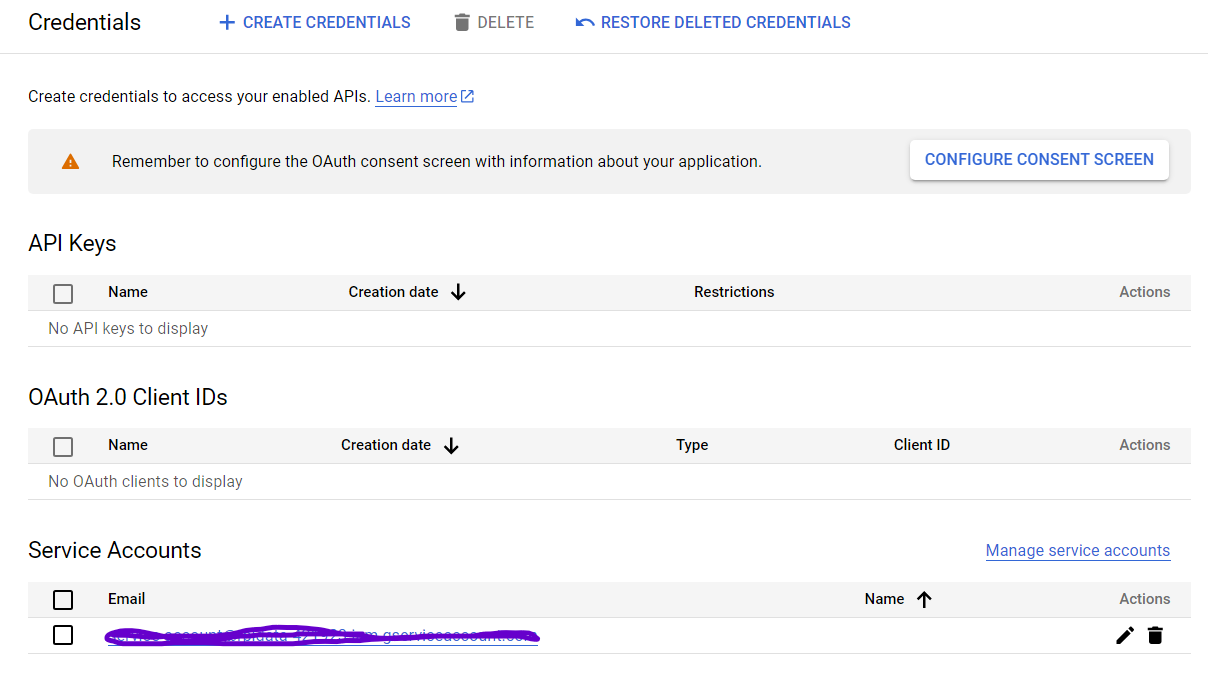 Credentials
CREATE CREDENTIALS
DELETE
RESTORE DELETED CREDENTIALS
Create credentials to access your enabled APIs. Learn more
Remember to configure the OAuth consent screen with information about your application.
CONFIGURE CONSENT SCREEN
API Keys
Name Creation date Restrictions Actions
No API keys to display
OAuth 2.0 Client IDs
Name Creation date Type Client ID Actions
No OAuth clients to display
Service Accounts
Manage service accounts
Email Name Actions